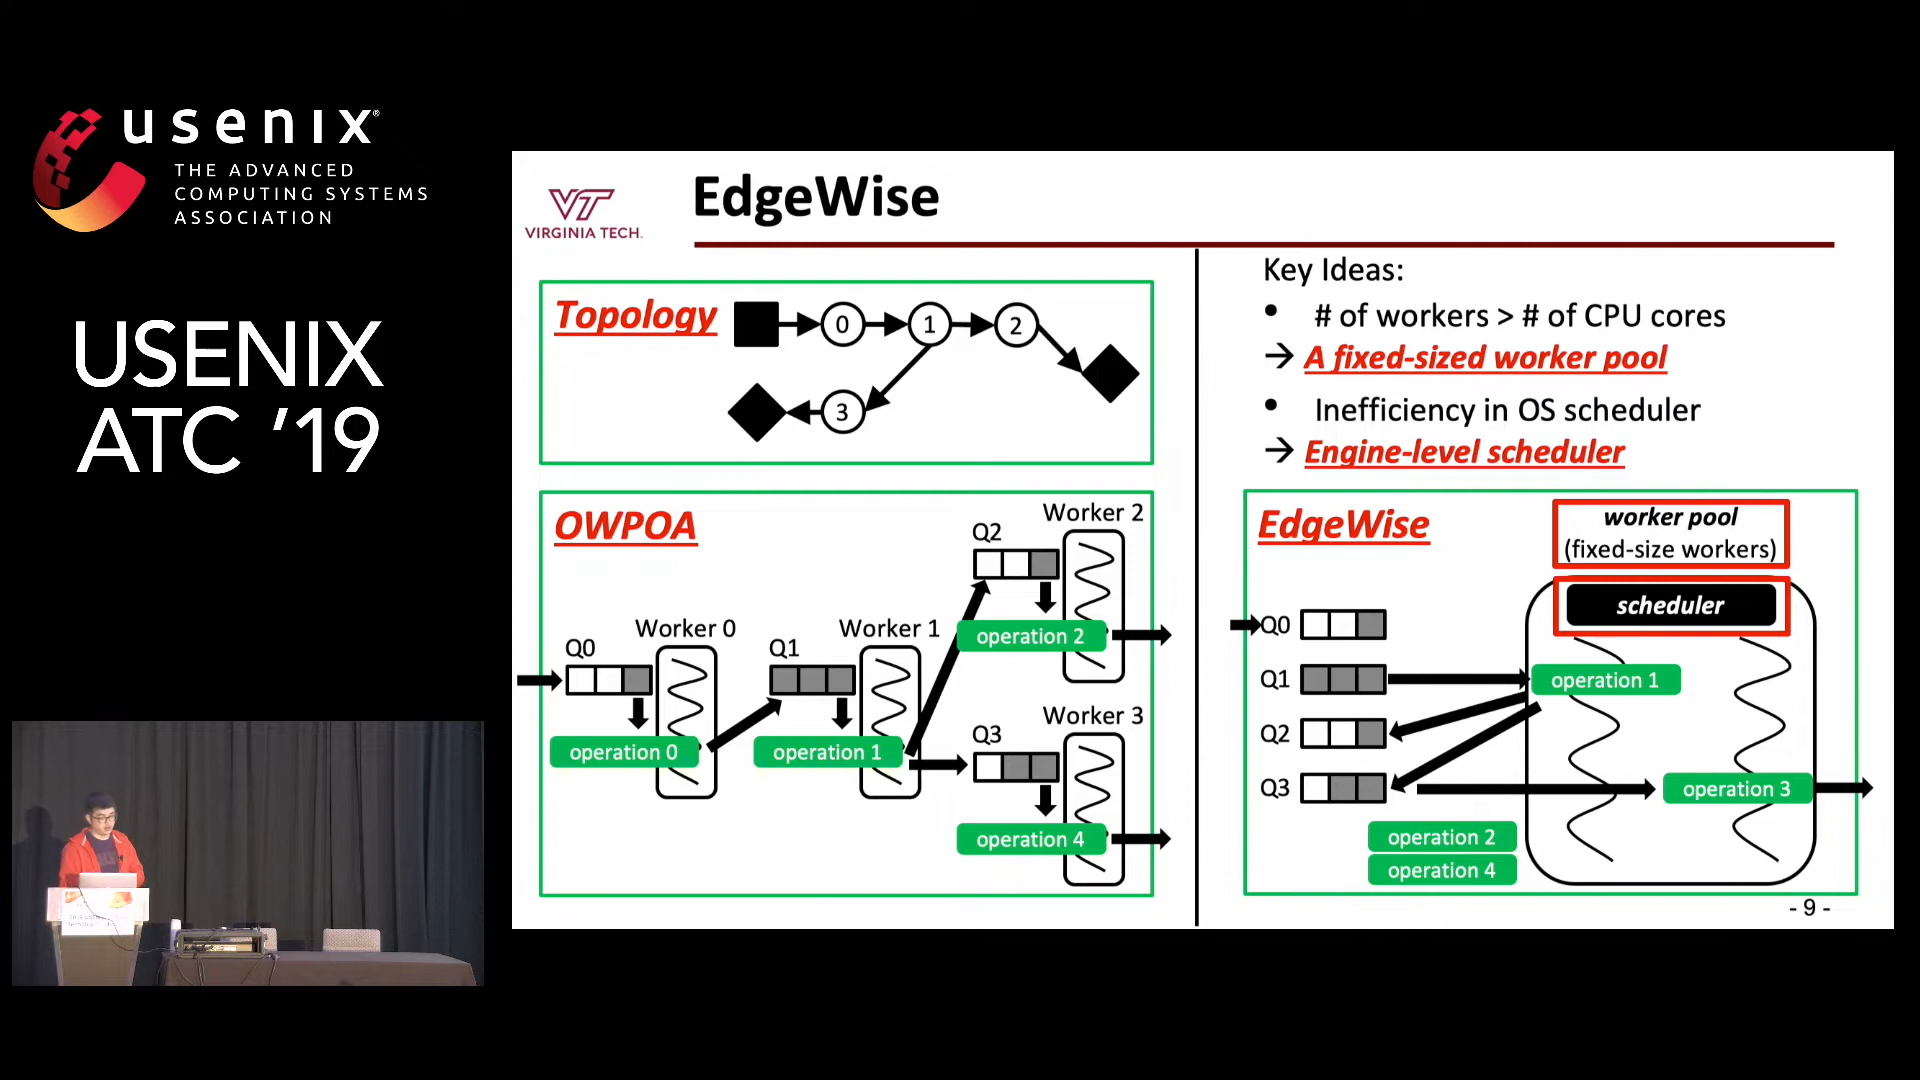 usenix®
THE ADVANCED
COMPUTING SYSTEMS
ASSOCIATION
USENIX
ATC '19
VT
VIRGINIA TECH.
EdgeWise
Topology
0
1
2
3
OWPOA
Worker 2
Q2
operation 2
Worker 0
Q0
operation 0
Worker 1
Q1
operation 1
Worker 3
Q3
operation 4
Key Ideas:
• # of workers > # of CPU cores
→ A fixed-sized worker pool
• Inefficiency in OS scheduler
→ Engine-level scheduler
EdgeWise
worker pool
(fixed-size workers)
scheduler
Q0
Q1
operation 1
Q2
Q3
operation 3
operation 2
operation 4
- 9 -